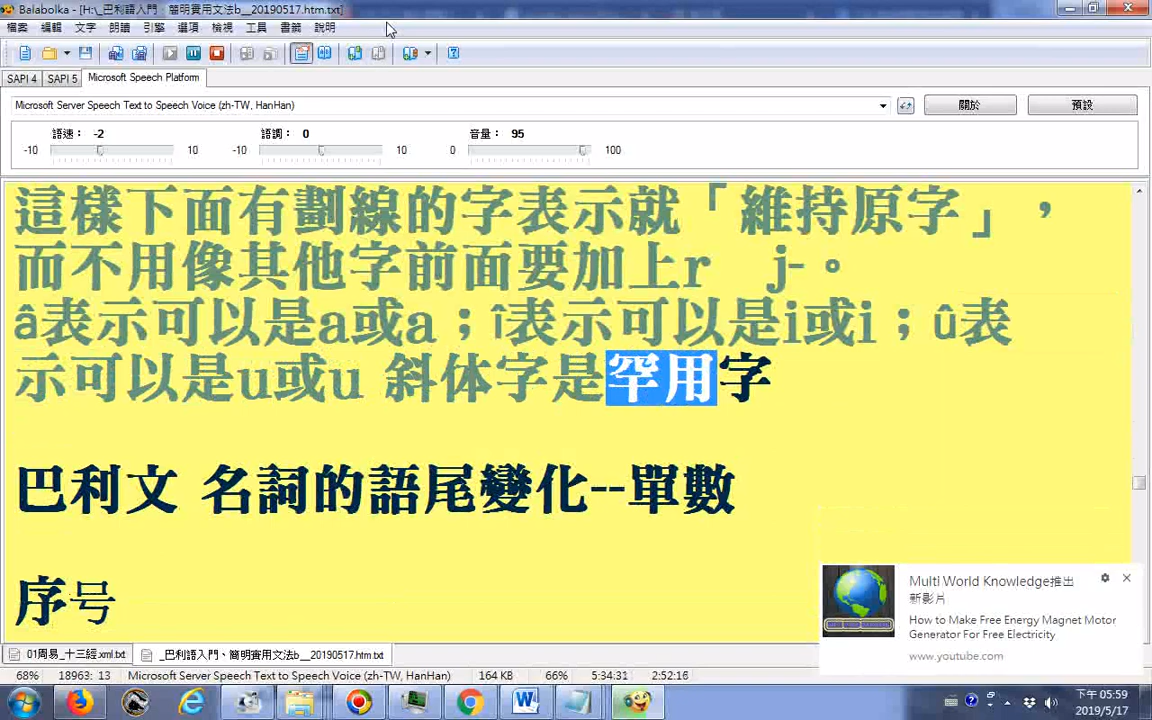 Balabolka - [H:\_巴利語入門、簡明實用文法b__20190517.htm.txt]
檔案 編輯 文字 朗讀 引擎 選項 檢視 工具 書籤 說明
SAPI 4 SAPI 5 Microsoft Speech Platform
Microsoft Server Speech Text to Speech Voice (zh-TW, HanHan) 關於 預設
語速： -2 語調： 0 音量： 95
-10 10 -10 10 0 100
這樣下面有劃線的字表示就「維持原字」，
而不用像其他字前面要加上r j-。
â表示可以是a或a；î表示可以是i或i；û表
示可以是u或u 斜体字是罕用字
巴利文 名詞的語尾變化--單數
序号
Multi World Knowledge推出
新影片
How to Make Free Energy Magnet Motor
Generator For Free Electricity
www.youtube.com
01周易_十三經.xml.txt _巴利語入門、簡明實用文法b__20190517.htm.txt
68% 18963: 13 Microsoft Server Speech Text to Speech Voice (zh-TW, HanHan) 164 KB 66% 5:34:31 2:52:16
下午 05:59
2019/5/17